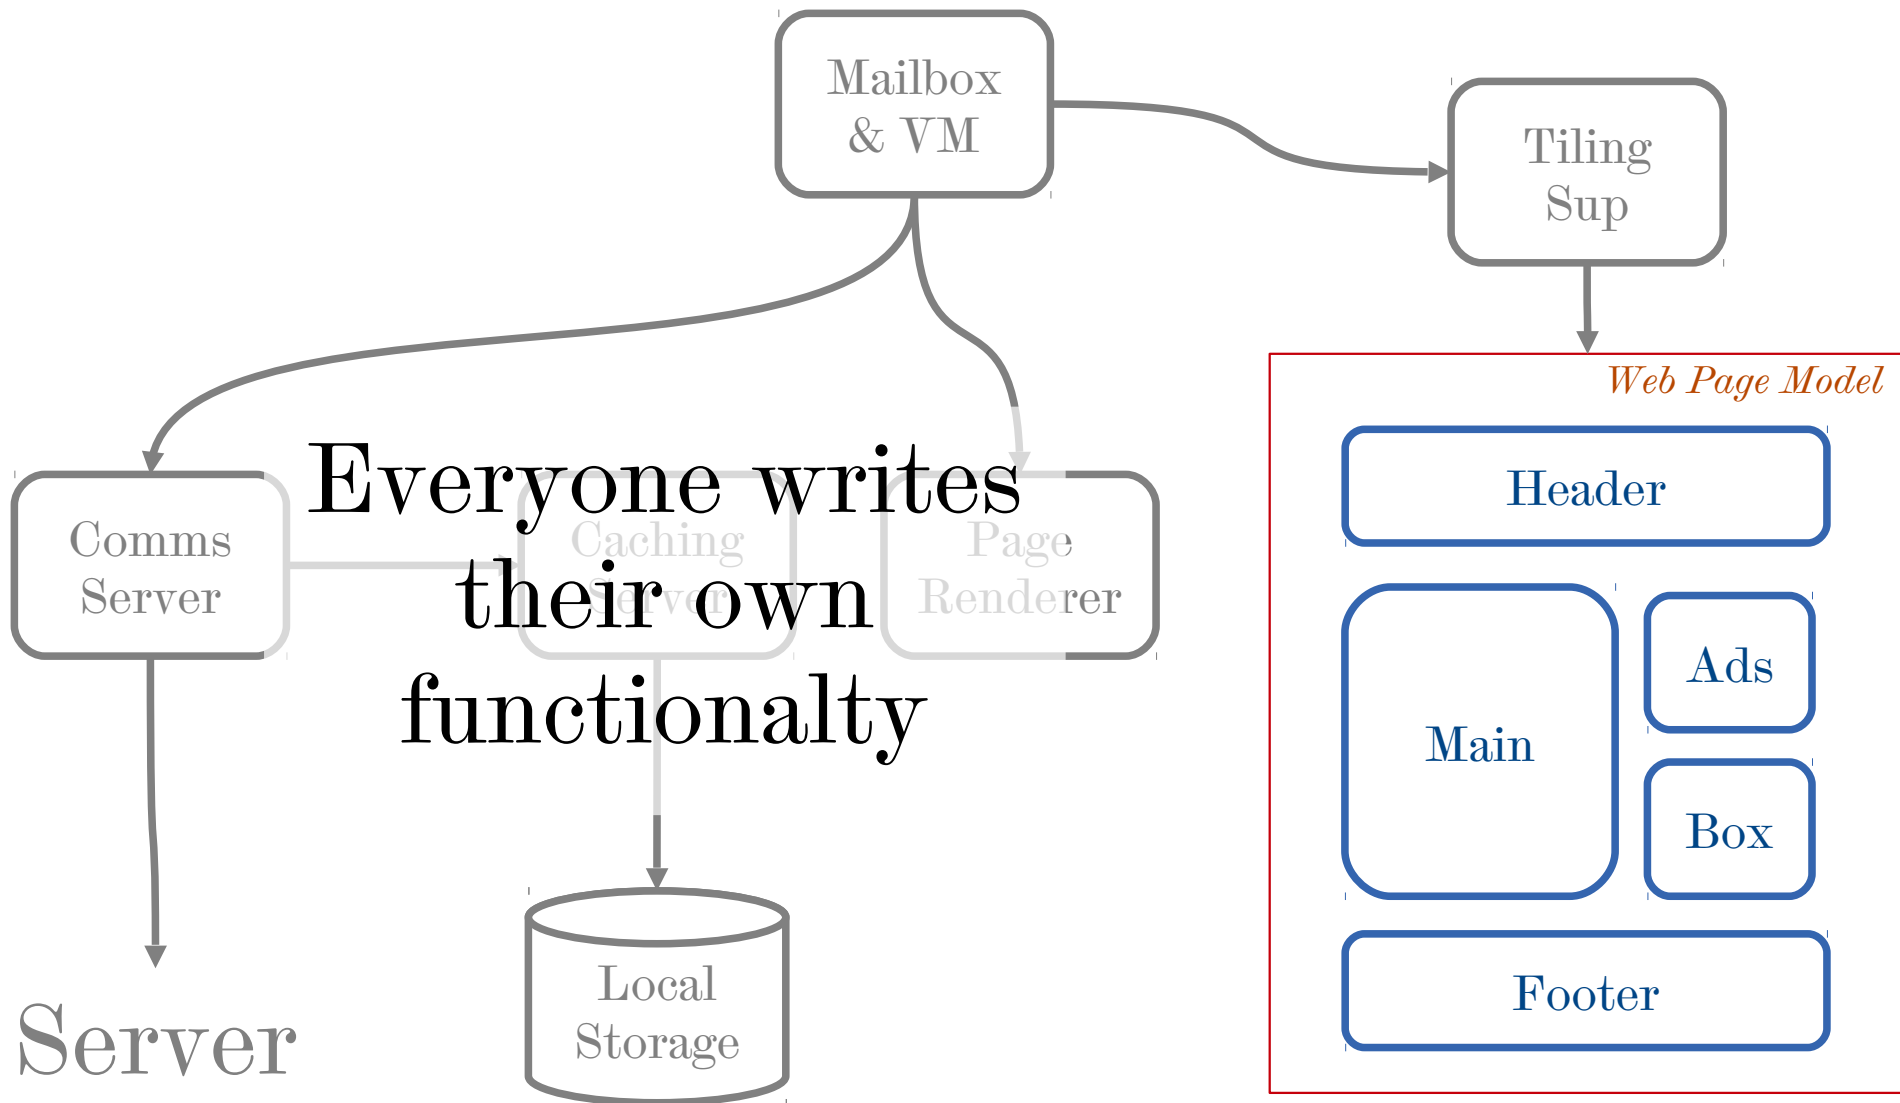 Mailbox
& VM
Tiling
Sup
Web Page Model
Header
Everyone writes
their own
functionalty
Comms
Server
Caching
Server
Page
Renderer
Main
Ads
Box
Footer
Local
Storage
Server